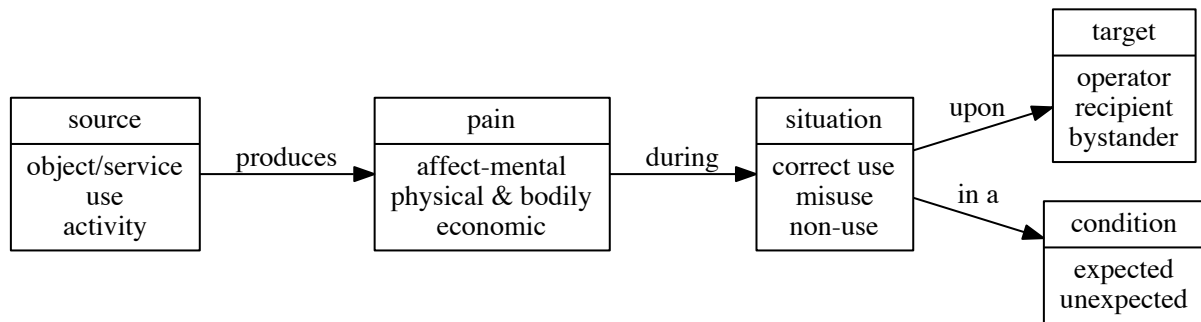 source
object/service
use
activity
produces
pain
affect-mental
physical & bodily
economic
during
situation
correct use
misuse
non-use
upon
target
operator
recipient
bystander
in a
condition
expected
unexpected